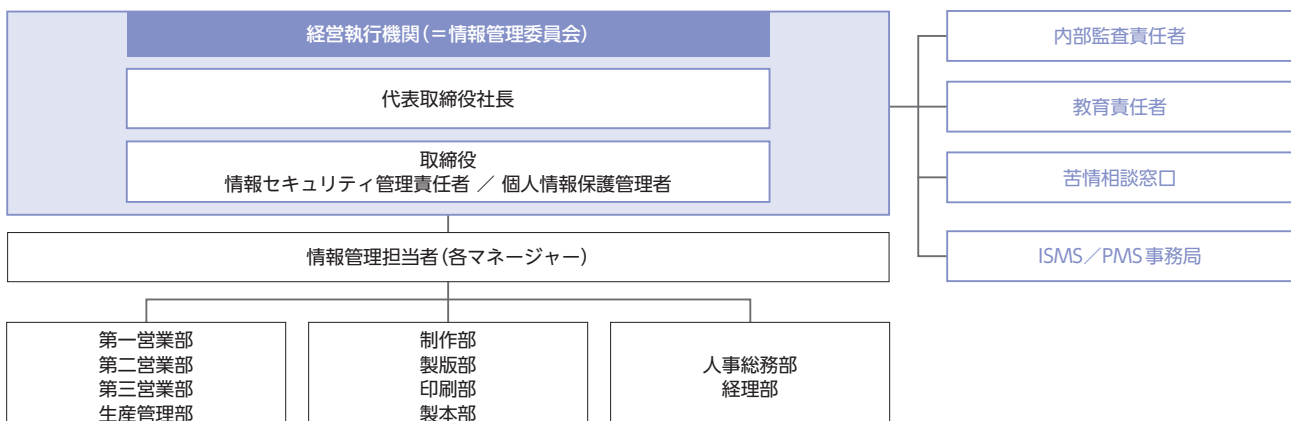 経営執行機関(＝情報管理委員会)
代表取締役社長
取締役
情報セキュリティ管理責任者 ／ 個人情報保護管理者
内部監査責任者
教育責任者
苦情相談窓口
ISMS／PMS事務局
情報管理担当者(各マネージャー)
第一営業部
第二営業部
第三営業部
生産管理部
制作部
製版部
印刷部
製本部
人事総務部
経理部